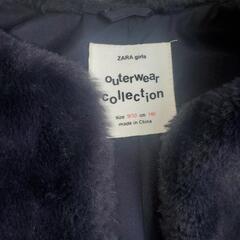 ZARA girls
outerwear
collection
size 9/10 cm 140
made in China